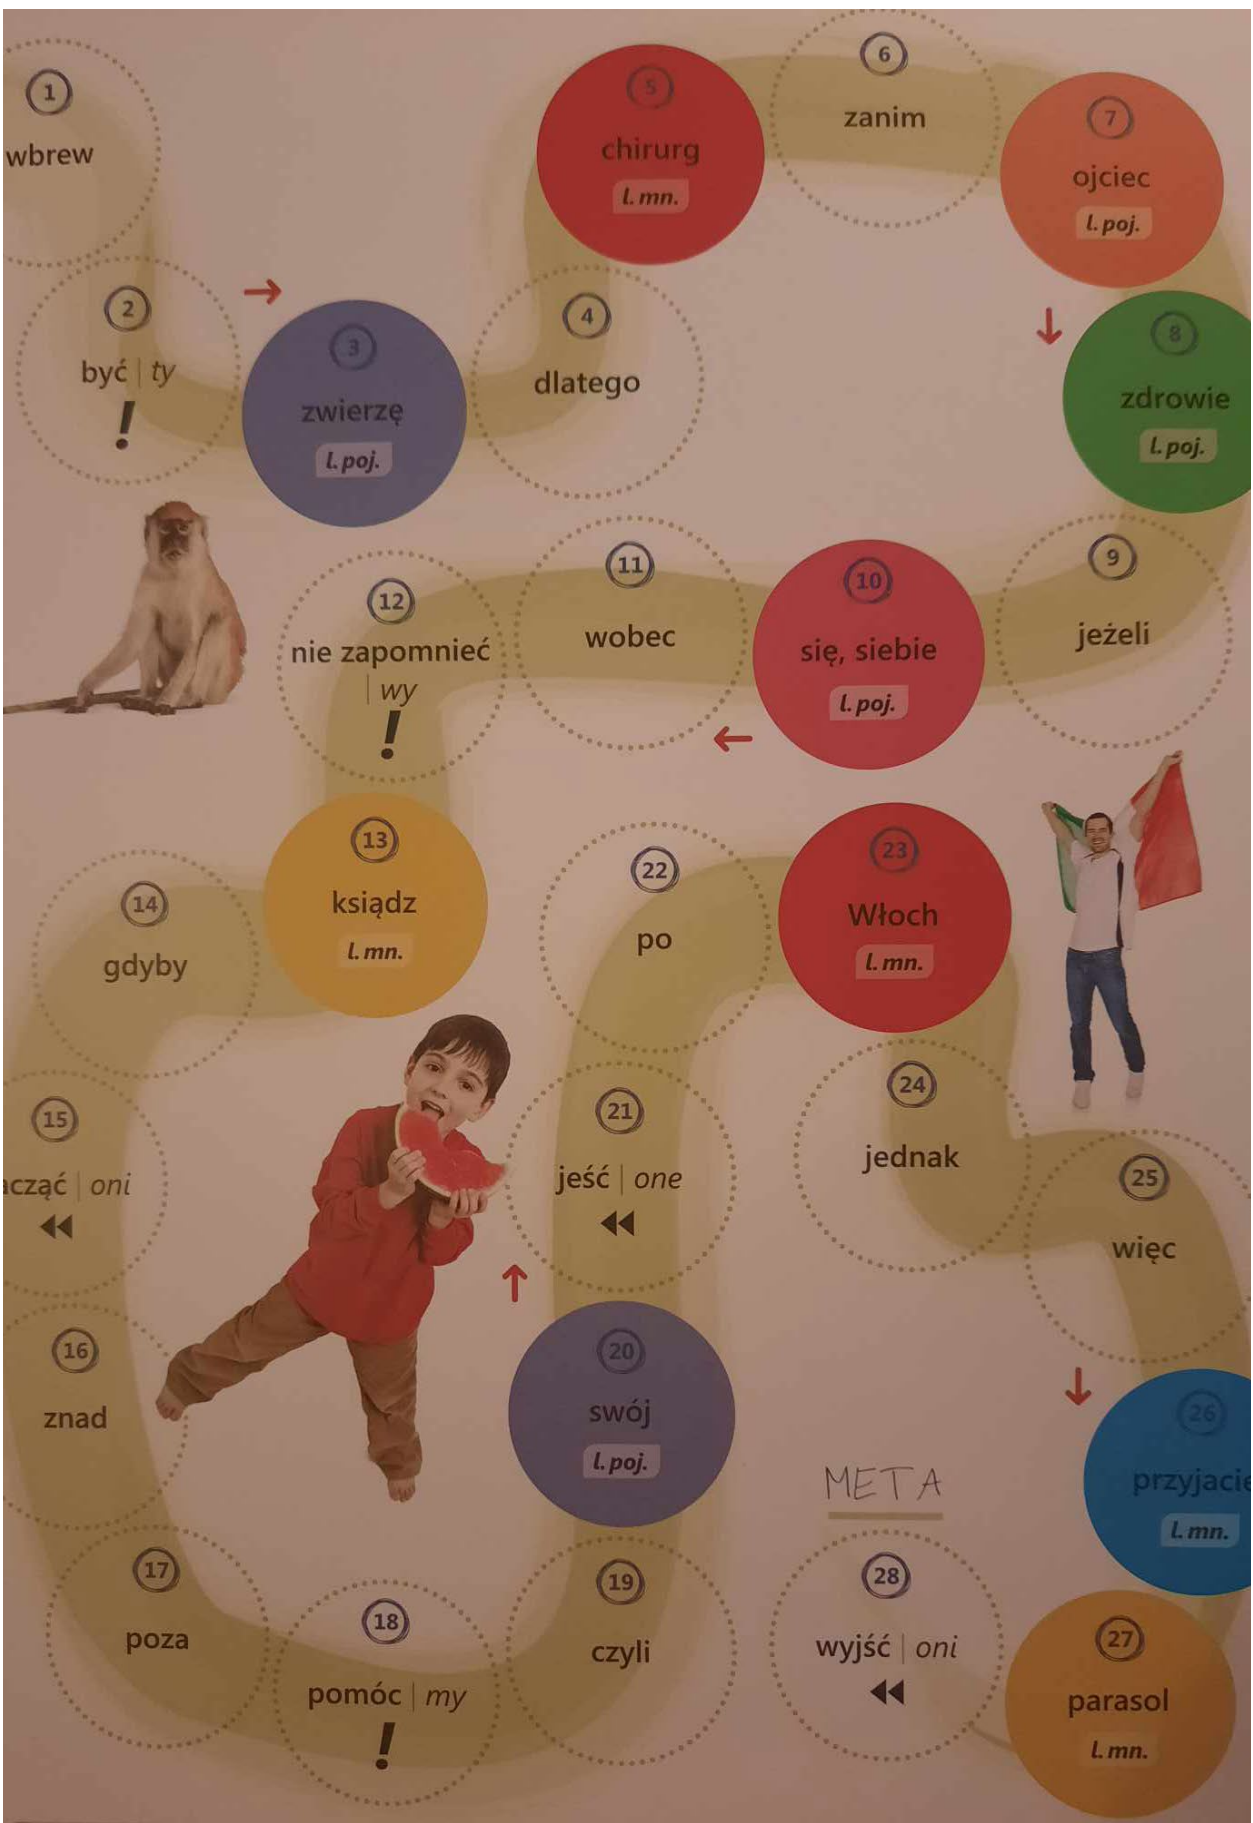 1
wbrew
2
być | ty
!
3
zwierzę
l. poj.
4
dlatego
5
chirurg
l. mn.
6
zanim
7
ojciec
l. poj.
8
zdrowie
l. poj.
9
jeżeli
10
się, siebie
l. poj.
11
wobec
12
nie zapomnieć
| wy
!
13
ksiądz
l. mn.
14
gdyby
15
acząć | oni
16
znad
17
poza
18
pomóc | my
!
19
czyli
20
swój
l. poj.
21
jeść | one
22
po
23
Włoch
l. mn.
24
jednak
25
więc
26
przyjacie
l. mn.
27
parasol
l. mn.
META
28
wyjść | oni